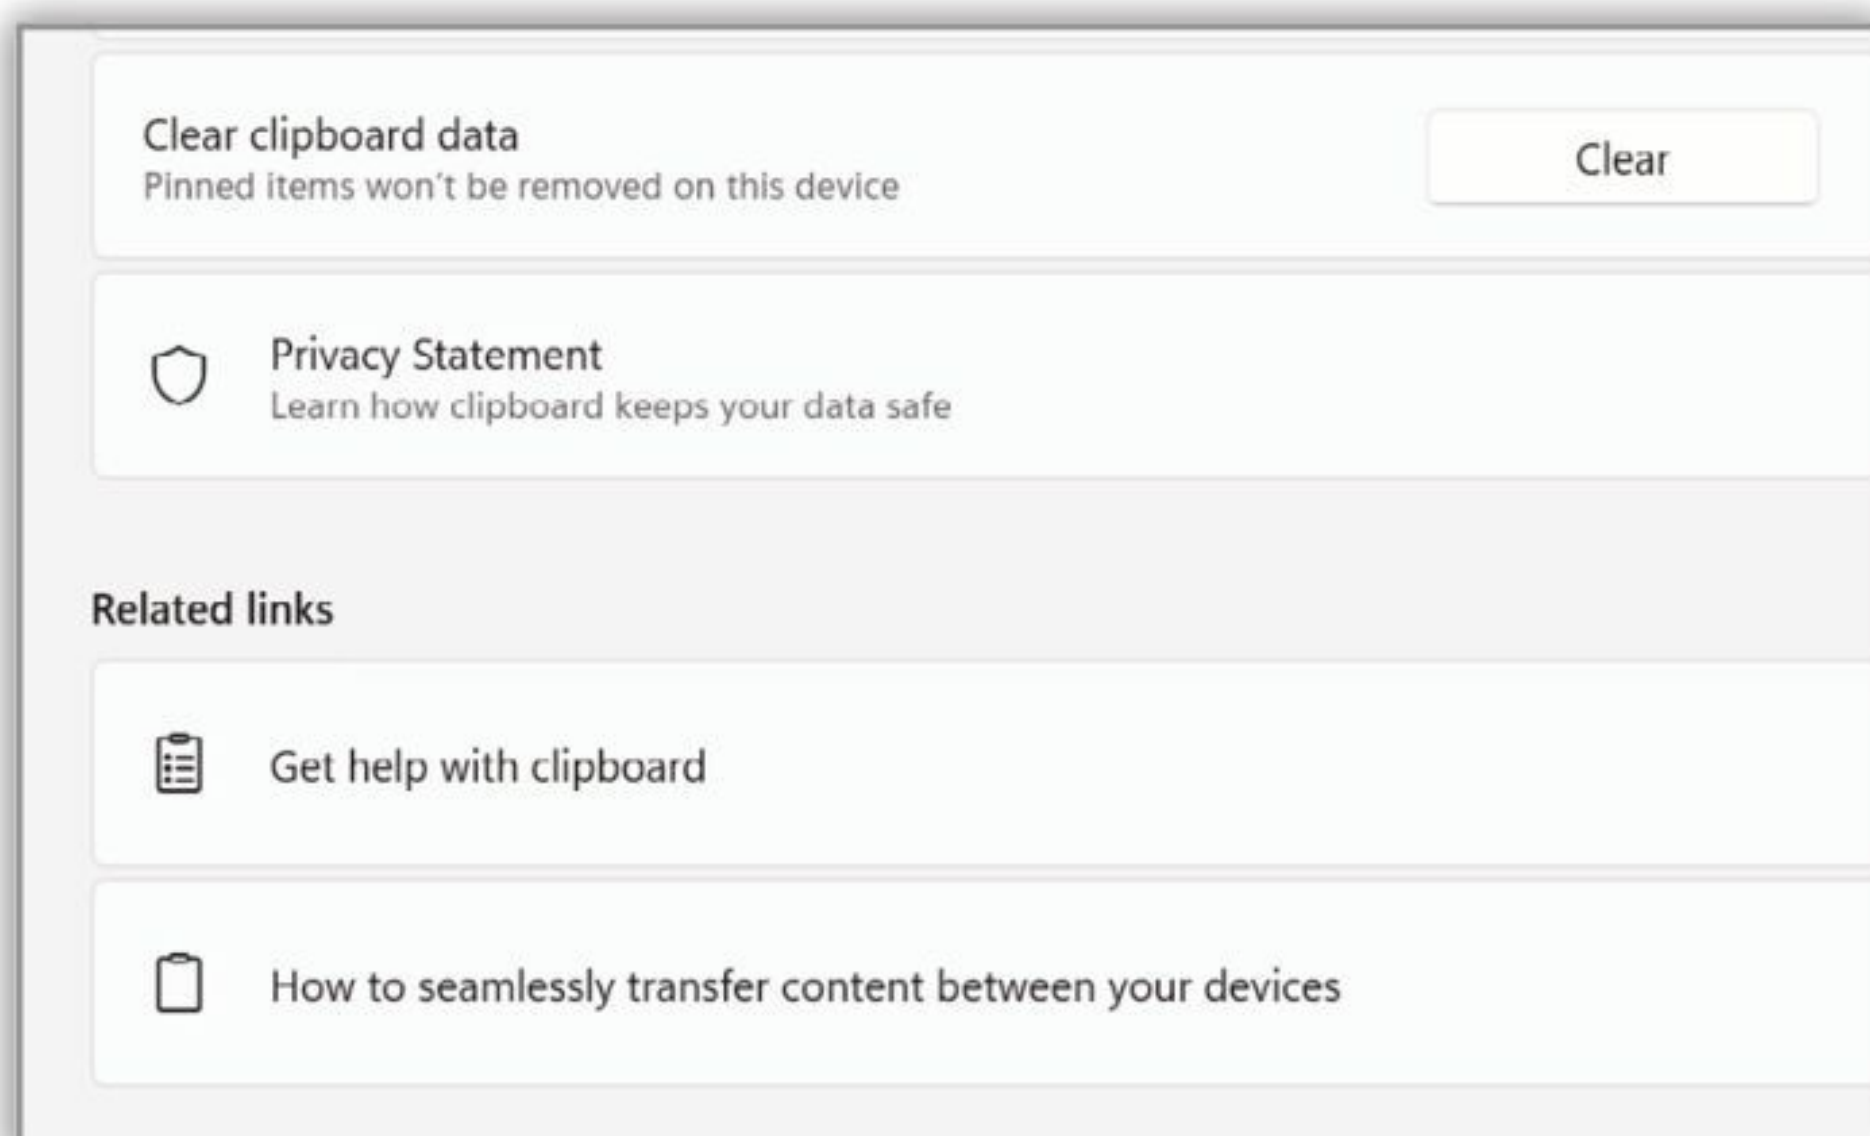 Clear clipboard data
Clear
Pinned items won't be removed on this device
Privacy Statement
Learn how clipboard keeps your data safe
Related links
Get help with clipboard
How to seamlessly transfer content between your devices